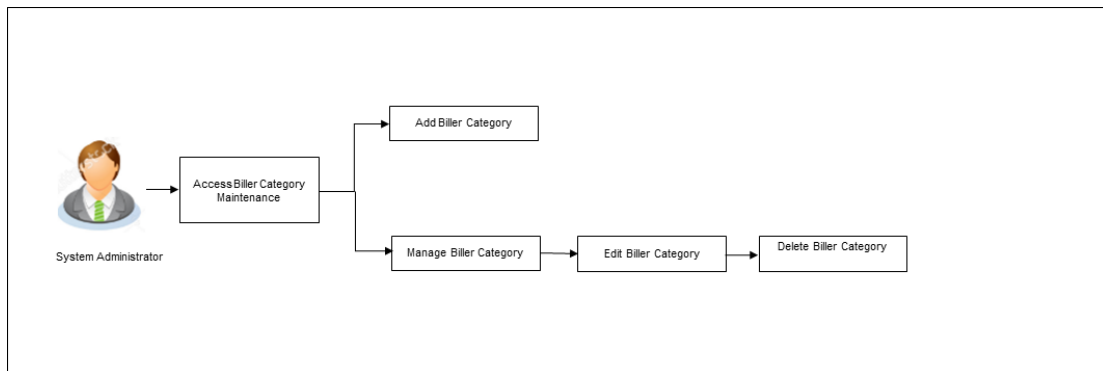 Add Biller Category
Access Biller Category
Maintenance
System Administrator
Manage Biller Category
Edit Biller Category
Delete Biller Category